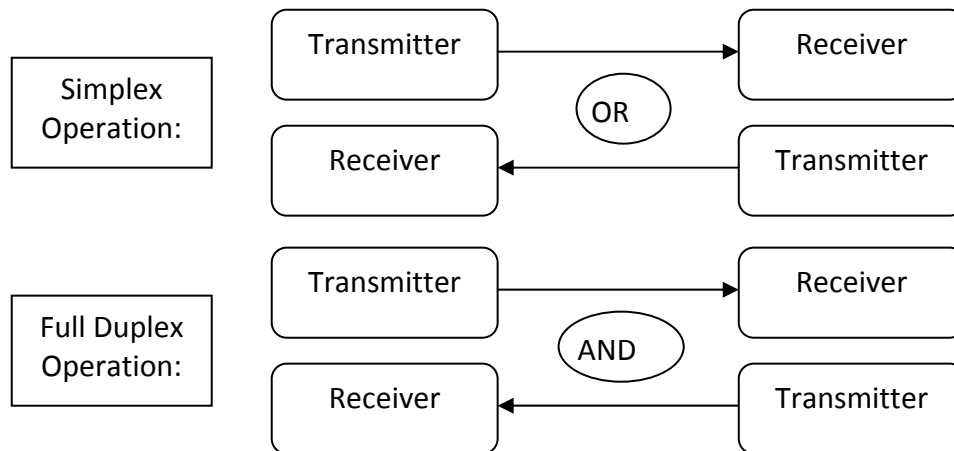 Transmitter
Receiver
Simplex
Operation:
OR
Receiver
Transmitter
Transmitter
Receiver
Full Duplex
Operation:
AND
Receiver
Transmitter